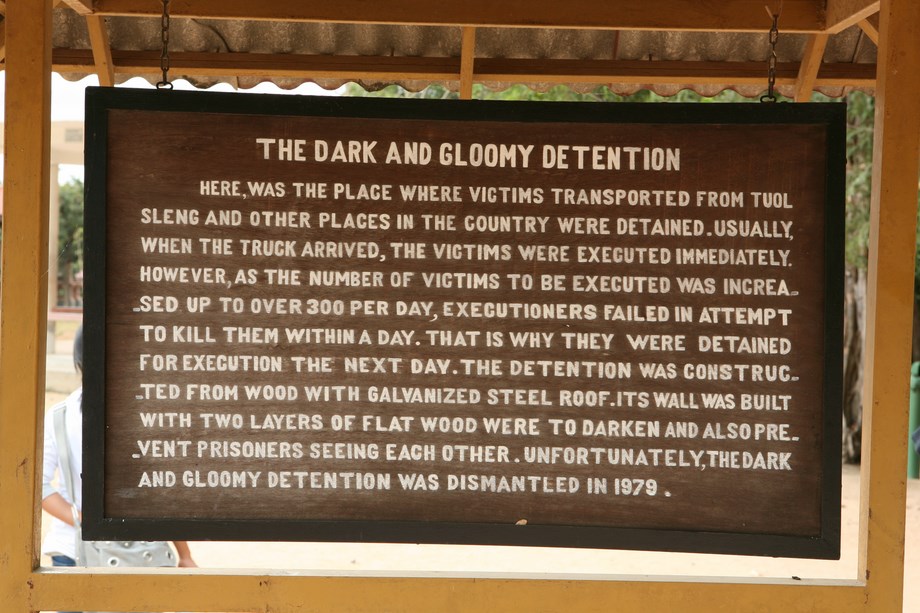 THE DARK AND GLOOMY DETENTION
HERE, WAS THE PLACE WHERE VICTIMS TRANSPORTED FROM TUOL
SLENG AND OTHER PLACES IN THE COUNTRY WERE DETAINED. USUALLY,
WHEN THE TRUCK ARRIVED, THE VICTIMS WERE EXECUTED IMMEDIATELY.
HOWEVER, AS THE NUMBER OF VICTIMS TO BE EXECUTED WAS INCREA-
-SED UP TO OVER 300 PER DAY, EXECUTIONERS FAILED IN ATTEMPT
TO KILL THEM WITHIN A DAY. THAT IS WHY THEY WERE DETAINED
FOR EXECUTION THE NEXT DAY. THE DETENTION WAS CONSTRUC-
-TED FROM WOOD WITH GALVANIZED STEEL ROOF. ITS WALL WAS BUILT
WITH TWO LAYERS OF FLAT WOOD WERE TO DARKEN AND ALSO PRE-
-VENT PRISONERS SEEING EACH OTHER. UNFORTUNATELY, THE DARK
AND GLOOMY DETENTION WAS DISMANTLED IN 1979.